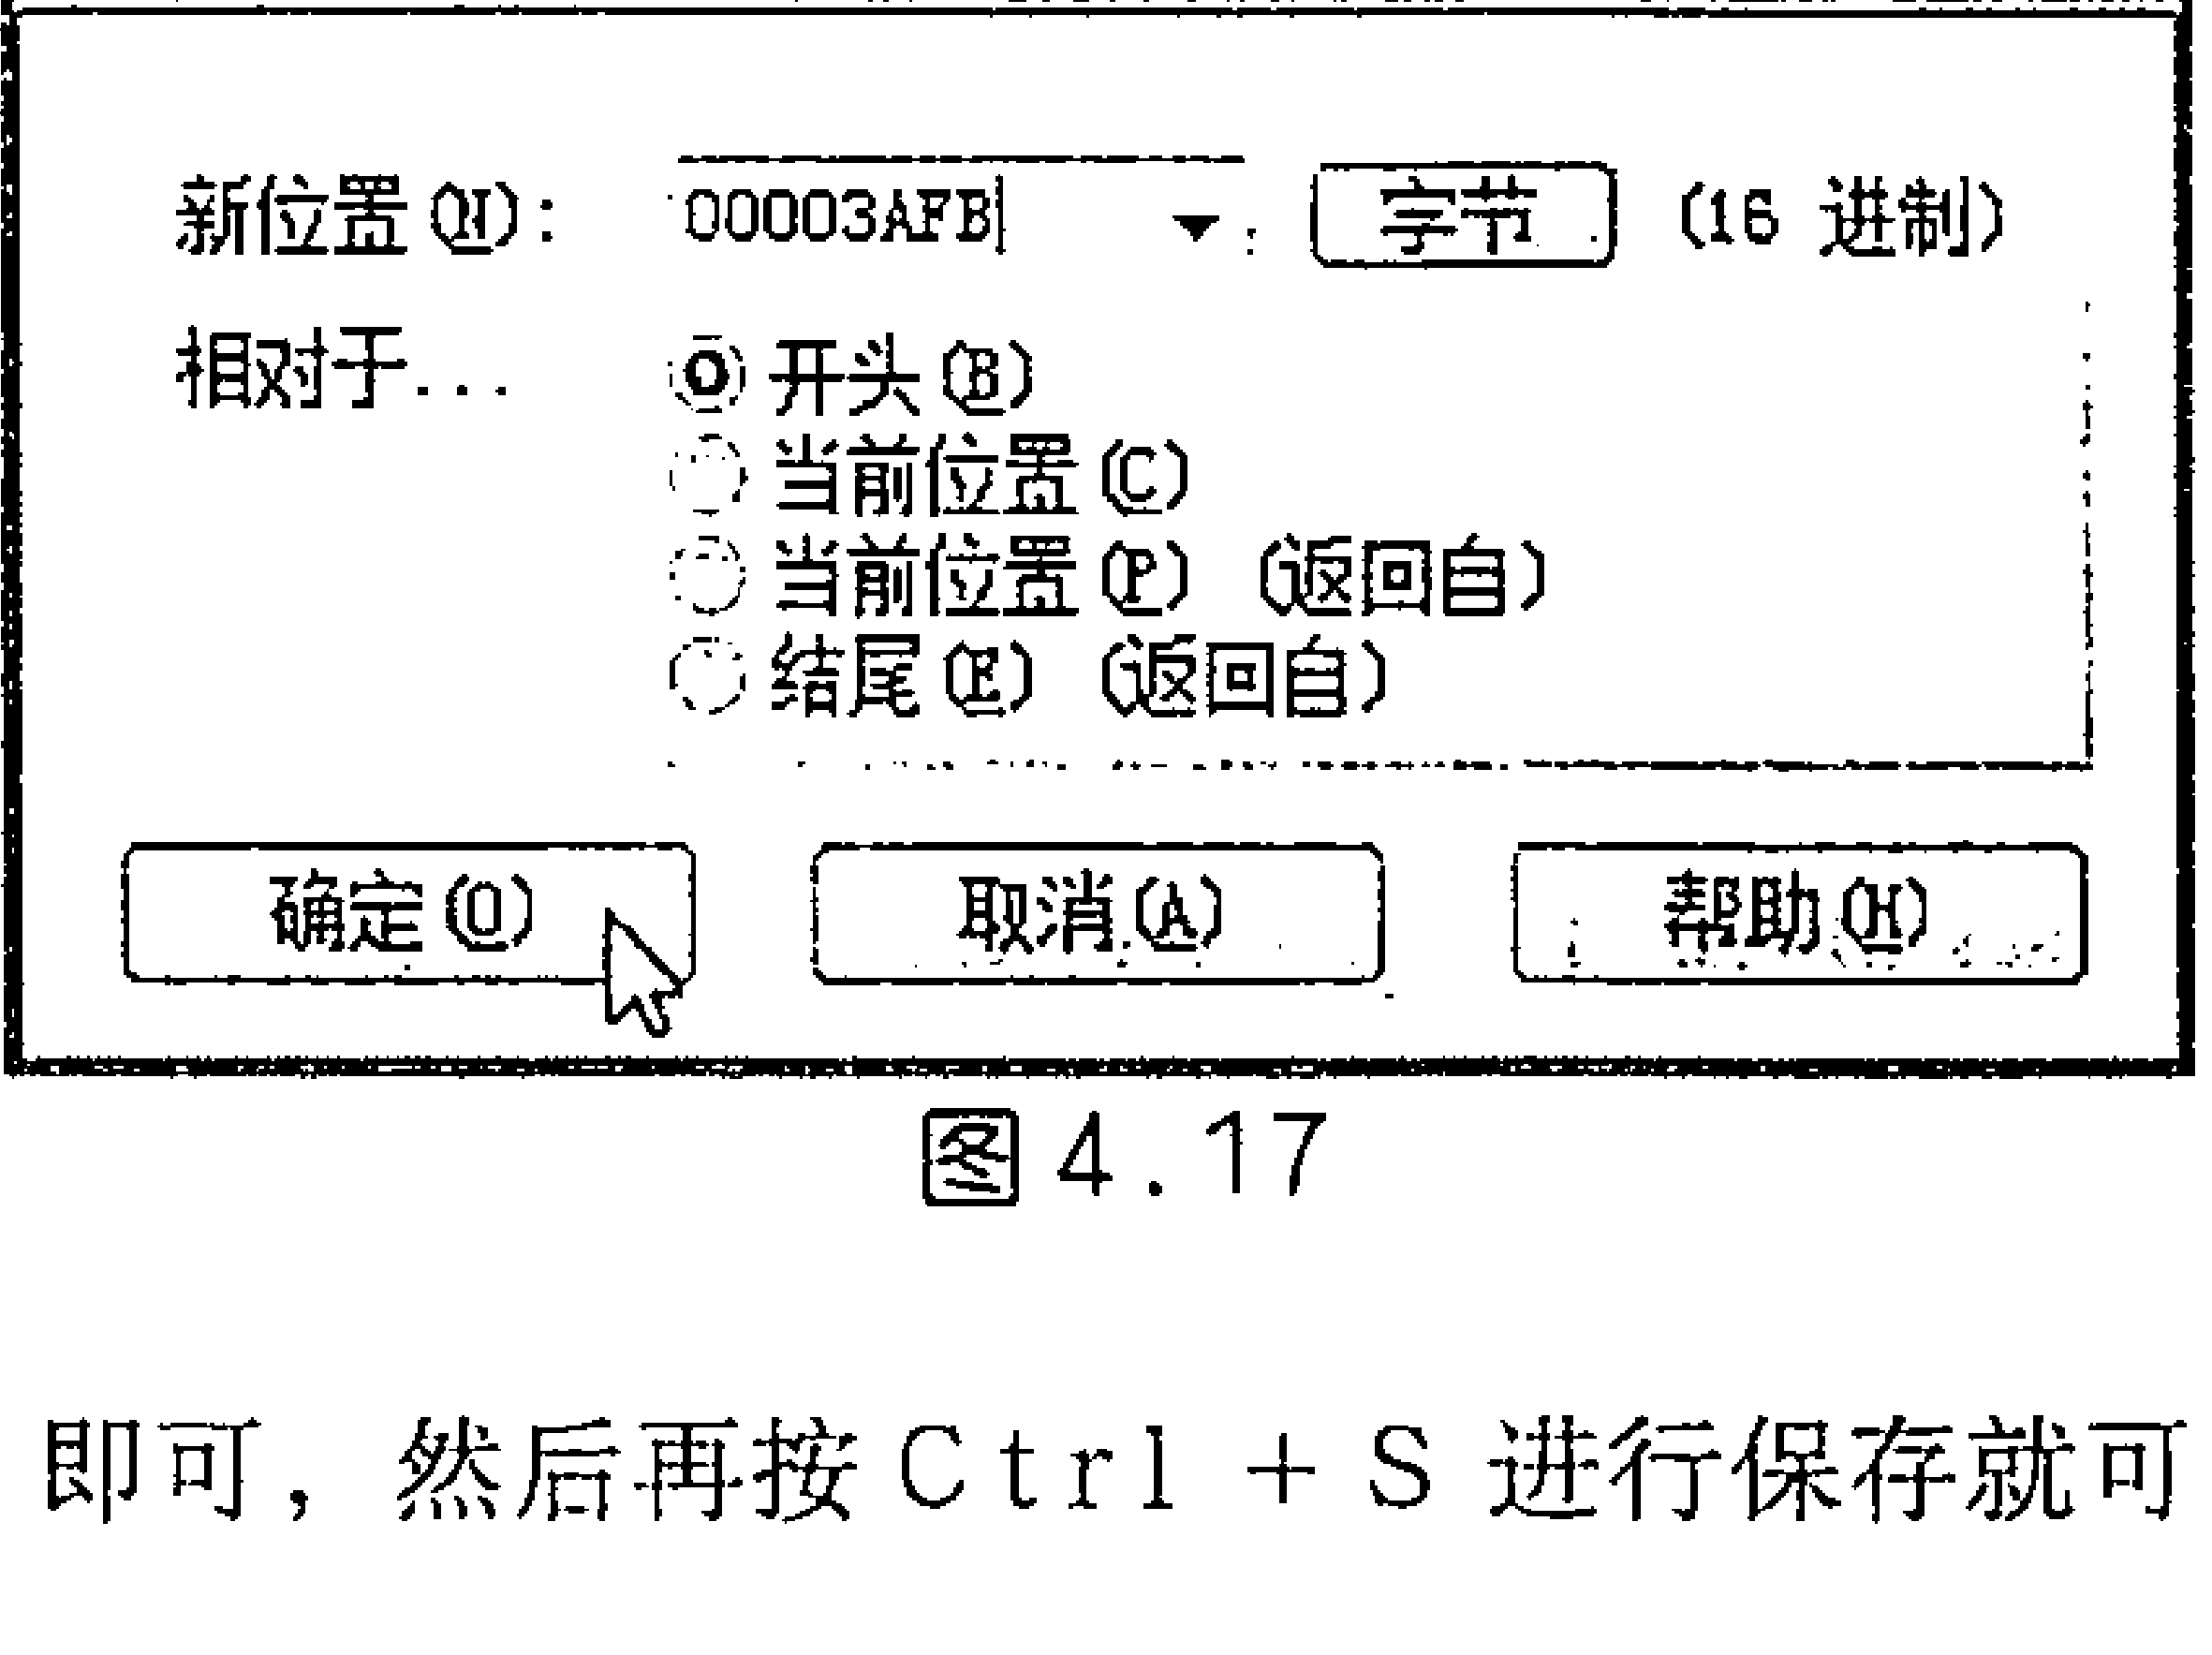 新位置(N): 00003AFB 字节 (16 进制)
相对于... 开头(B)
当前位置(C)
当前位置(P) (返回自)
结尾(E) (返回自)
确定(O) 取消(A) 帮助(H)
图4.17
即可，然后再按Ctrl + S 进行保存就可